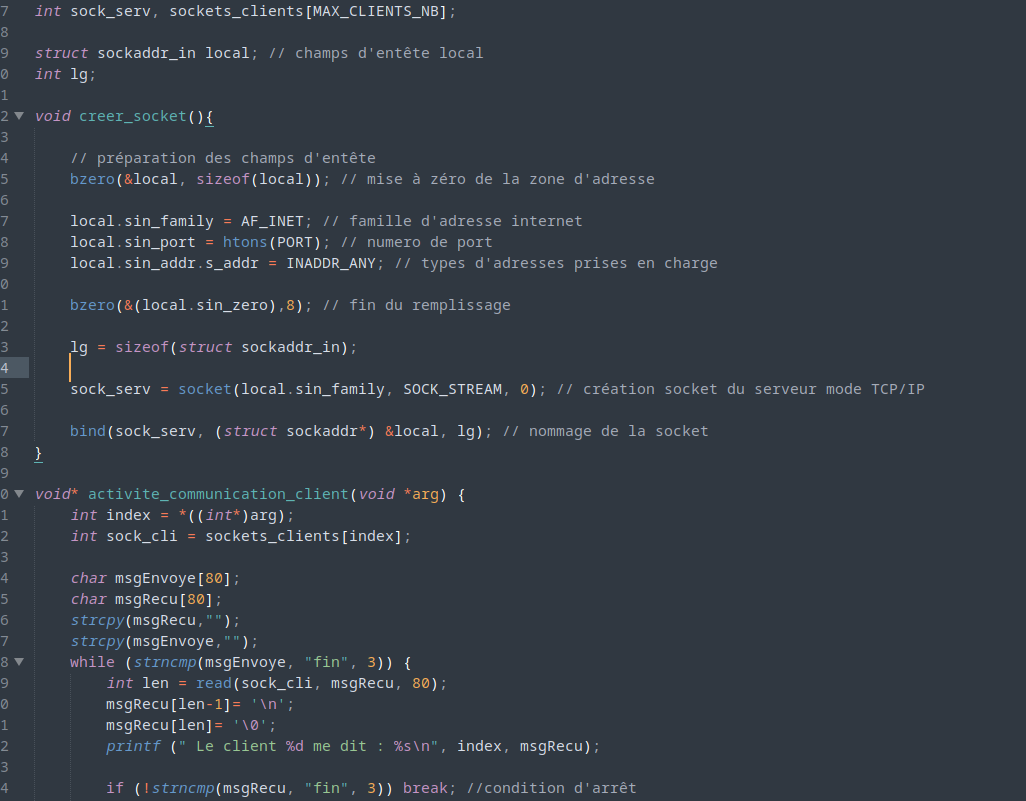 7 int sock_serv, sockets_clients[MAX_CLIENTS_NB];
8
9 struct sockaddr_in local; // champs d'entête local
0 int lg;
1
2 void creer_socket(){
3
4 // préparation des champs d'entête
5 bzero(&local, sizeof(local)); // mise à zéro de la zone d'adresse
6
7 local.sin_family = AF_INET; // famille d'adresse internet
8 local.sin_port = htons(PORT); // numero de port
9 local.sin_addr.s_addr = INADDR_ANY; // types d'adresses prises en charge
0
1 bzero(&(local.sin_zero),8); // fin du remplissage
2
3 lg = sizeof(struct sockaddr_in);
4
5 sock_serv = socket(local.sin_family, SOCK_STREAM, 0); // création socket du serveur mode TCP/IP
6
7 bind(sock_serv, (struct sockaddr*) &local, lg); // nommage de la socket
8 }
9
0 void* activite_communication_client(void *arg) {
1 int index = *((int*)arg);
2 int sock_cli = sockets_clients[index];
3
4 char msgEnvoye[80];
5 char msgRecu[80];
6 strcpy(msgRecu,"");
7 strcpy(msgEnvoye,"");
8 while (strncmp(msgEnvoye, "fin", 3)) {
9 int len = read(sock_cli, msgRecu, 80);
0 msgRecu[len-1]= '\n';
1 msgRecu[len]= '\0';
2 printf (" Le client %d me dit : %s\n", index, msgRecu);
3
4 if (!strncmp(msgRecu, "fin", 3)) break; //condition d'arrêt